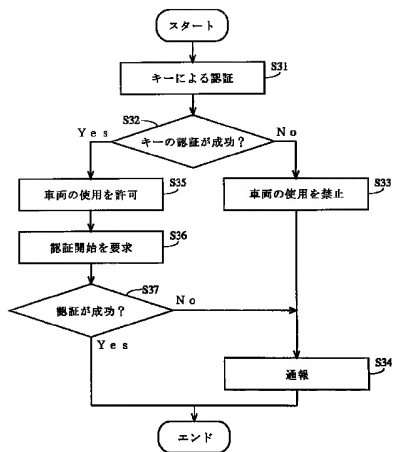 スタート
S31
キーによる認証
S32
キーの認証が成功？
Yes
No
S35
車両の使用を許可
S33
車両の使用を禁止
S36
認証開始を要求
S37
認証が成功？
No
Yes
S34
通報
エンド